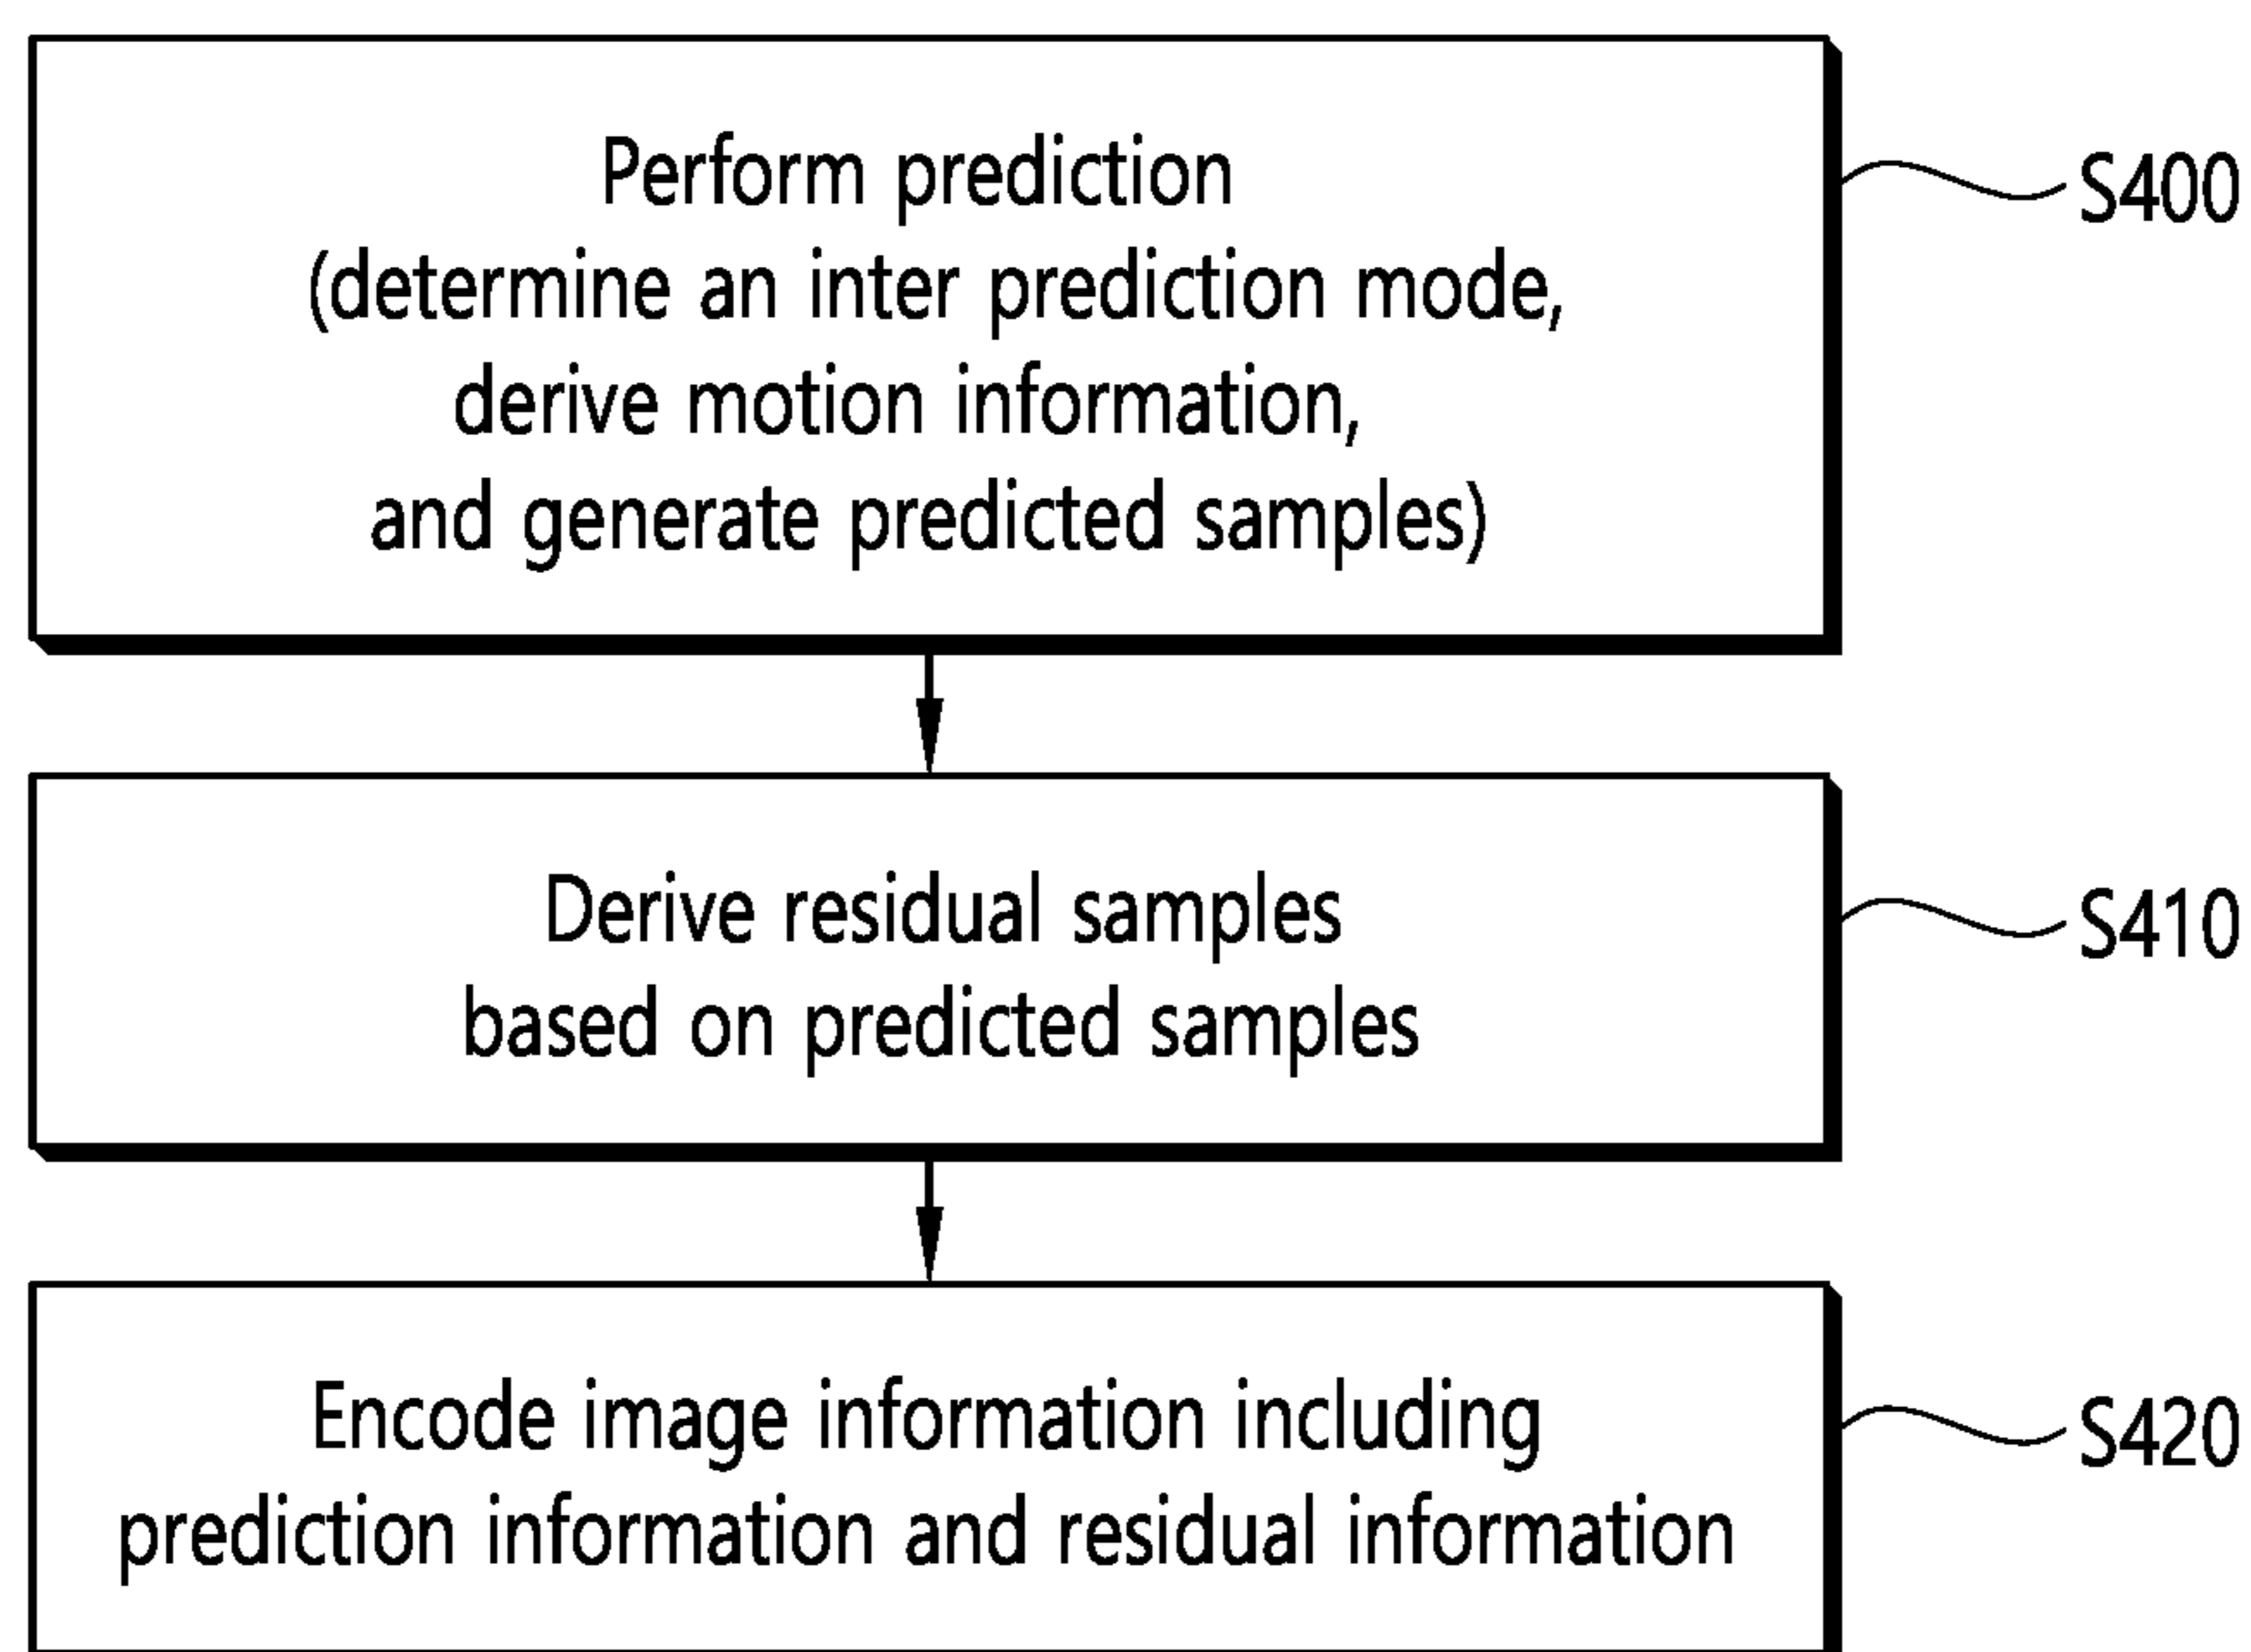 Perform prediction
(determine an inter prediction mode,
derive motion information,
and generate predicted samples)
S400
Derive residual samples
based on predicted samples
S410
Encode image information including
prediction information and residual information
S420